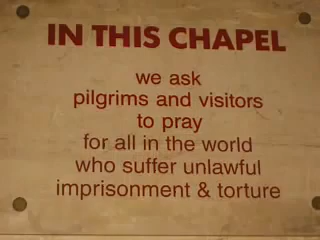 IN THIS CHAPEL
we ask
pilgrims and visitors
to pray
for all in the world
who suffer unlawful
imprisonment & torture